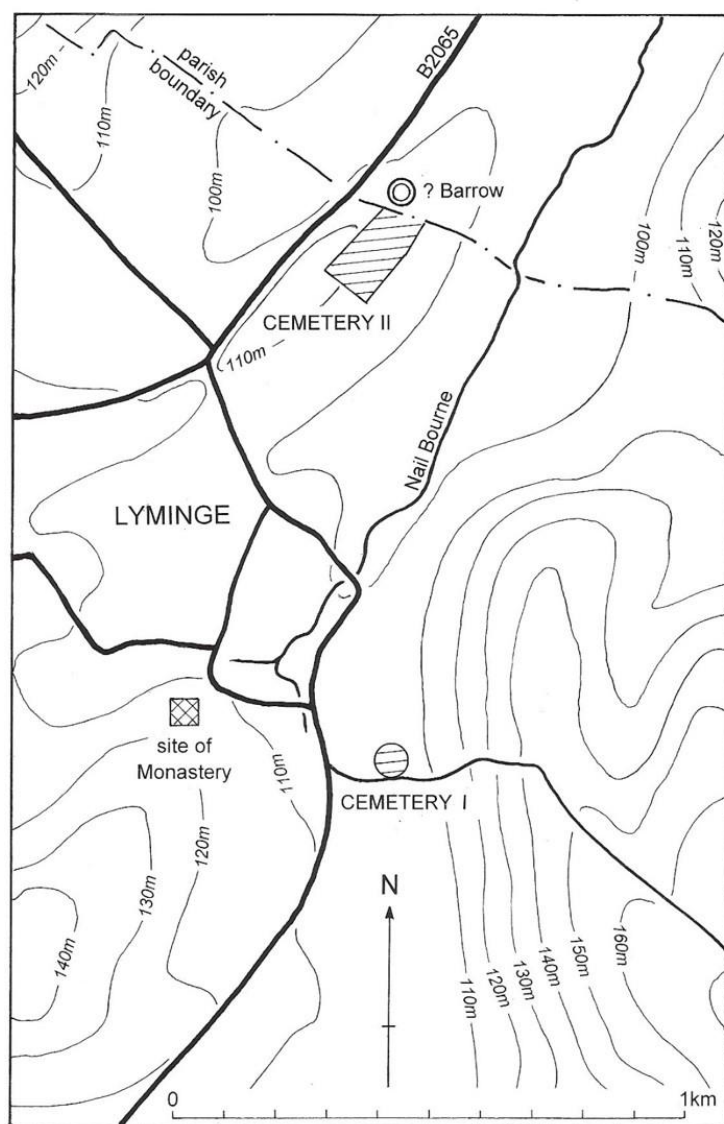 120m
110m
parish
boundary
B2065
100m
? Barrow
100m
110m
120m
CEMETERY II
110m
Nail Bourne
LYMINGE
site of
Monastery
110m
CEMETERY I
120m
130m
140m
N
110m
120m
130m
140m
150m
160m
0
1km